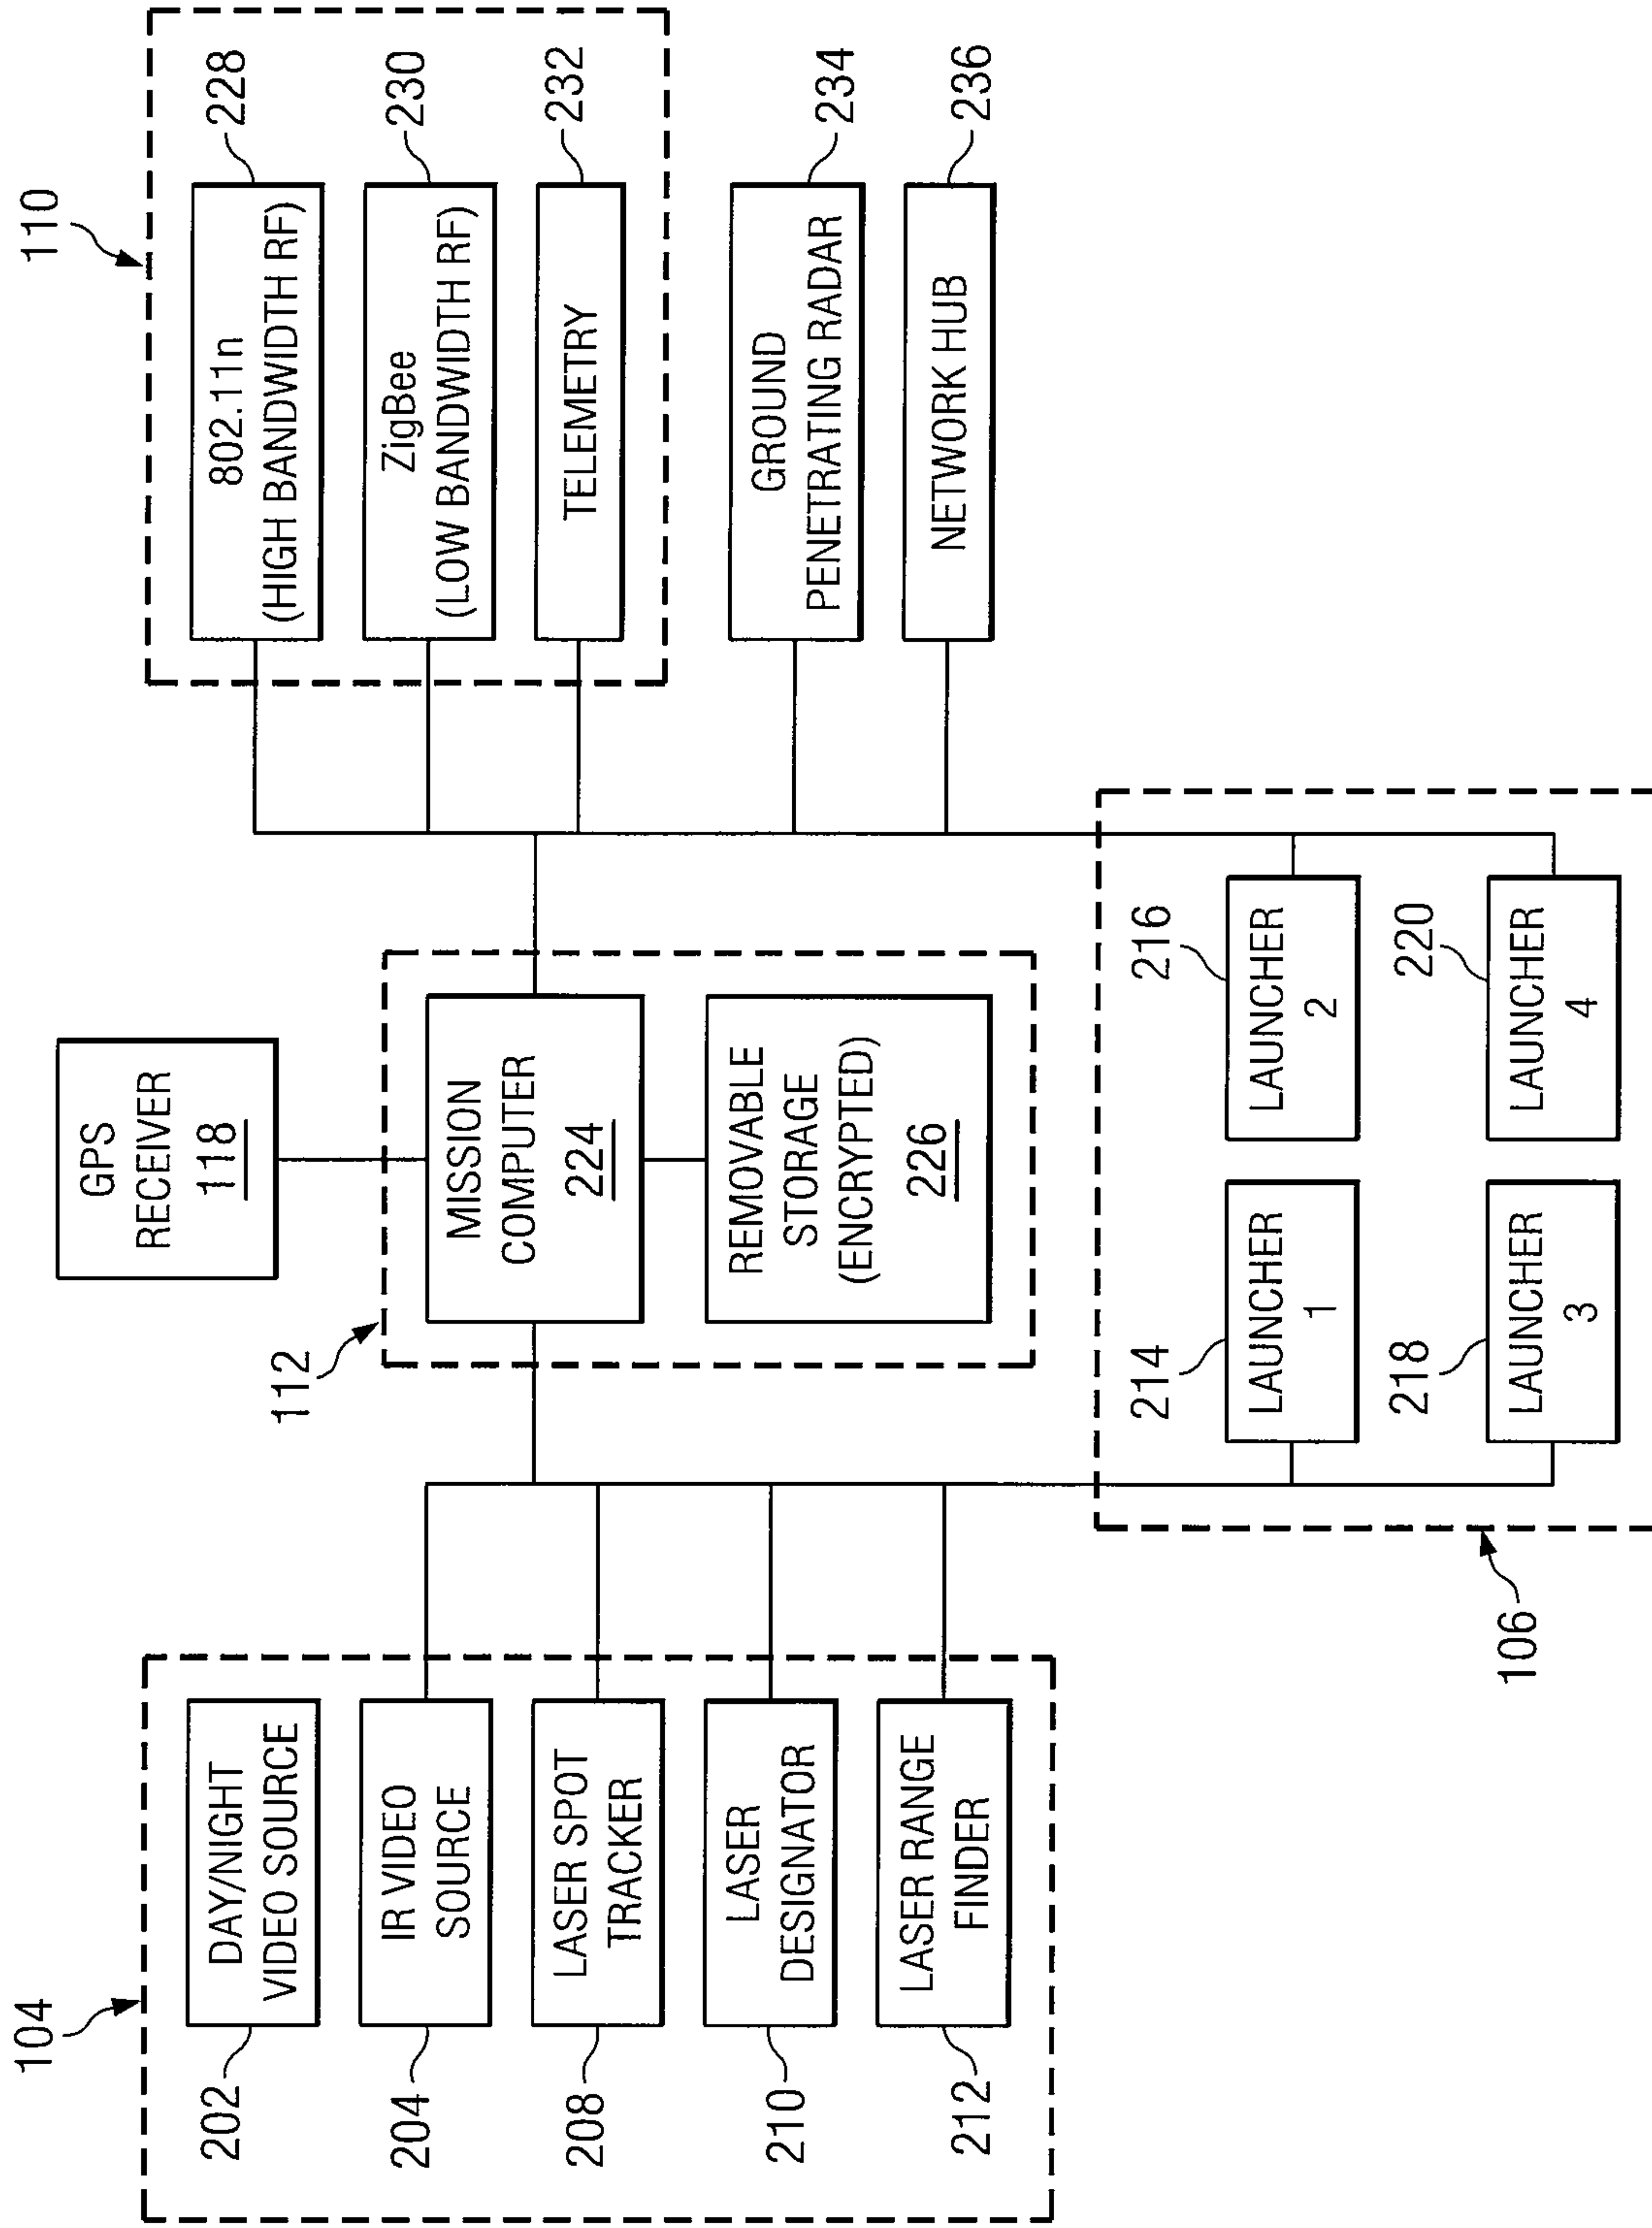 104
202
DAY/NIGHT
VIDEO SOURCE
204
IR VIDEO
SOURCE
208
LASER SPOT
TRACKER
210
LASER
DESIGNATOR
212
LASER RANGE
FINDER
GPS
RECEIVER
118
112
MISSION
COMPUTER
224
REMOVABLE
STORAGE
(ENCRYPTED)
226
110
802.11n
(HIGH BANDWIDTH RF)
228
ZigBee
(LOW BANDWIDTH RF)
230
TELEMETRY
232
GROUND
PENETRATING RADAR
234
NETWORK HUB
236
106
214
LAUNCHER
1
216
LAUNCHER
2
218
LAUNCHER
3
220
LAUNCHER
4